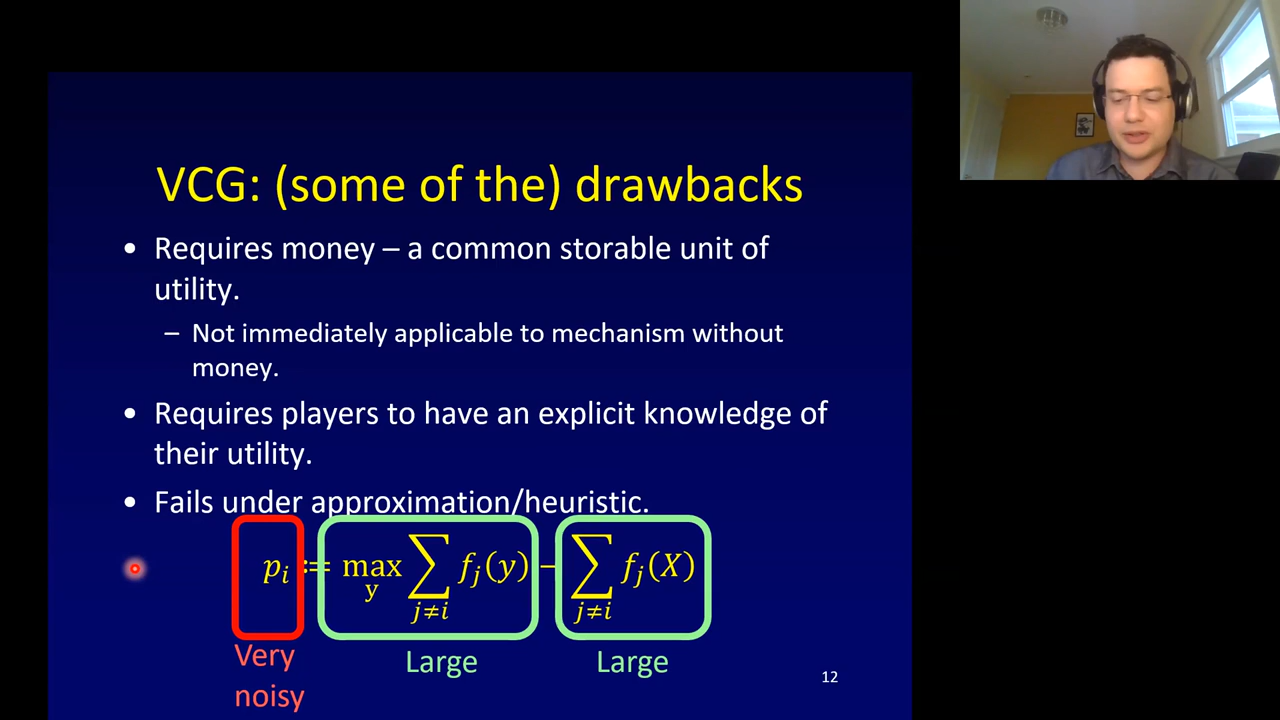 VCG: (some of the) drawbacks
• Requires money – a common storable unit of
utility.
– Not immediately applicable to mechanism without
money.
• Requires players to have an explicit knowledge of
their utility.
• Fails under approximation/heuristic.
p_i := max_y ∑_{j≠i} f_j(y) − ∑_{j≠i} f_j(X)
Very
noisy
Large
Large
12